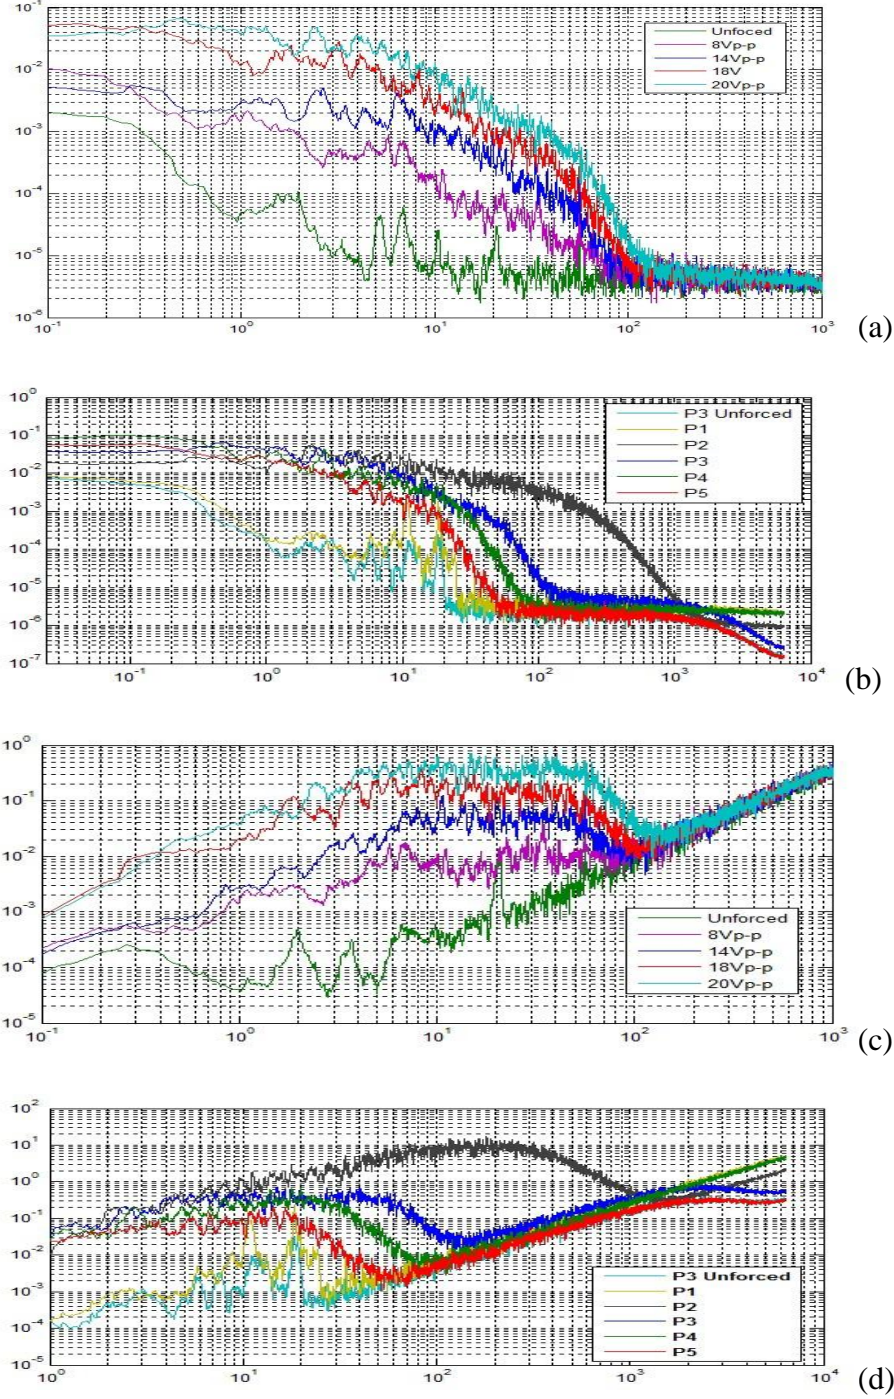 10^-1
10^-2
10^-3
10^-4
10^-5
10^-6
Unfoced
8Vp-p
14Vp-p
18V
20Vp-p
10^-1 10^0 10^1 10^2 10^3
(a)
10^0
10^-1
10^-2
10^-3
10^-4
10^-5
10^-6
10^-7
P3 Unforced
P1
P2
P3
P4
P5
10^-1 10^0 10^1 10^2 10^3 10^4
(b)
10^0
10^-1
10^-2
10^-3
10^-4
10^-5
Unforced
8Vp-p
14Vp-p
18Vp-p
20Vp-p
10^-1 10^0 10^1 10^2 10^3
(c)
10^2
10^1
10^0
10^-1
10^-2
10^-3
10^-4
10^-5
P3 Unforced
P1
P2
P3
P4
P5
10^0 10^1 10^2 10^3 10^4
(d)